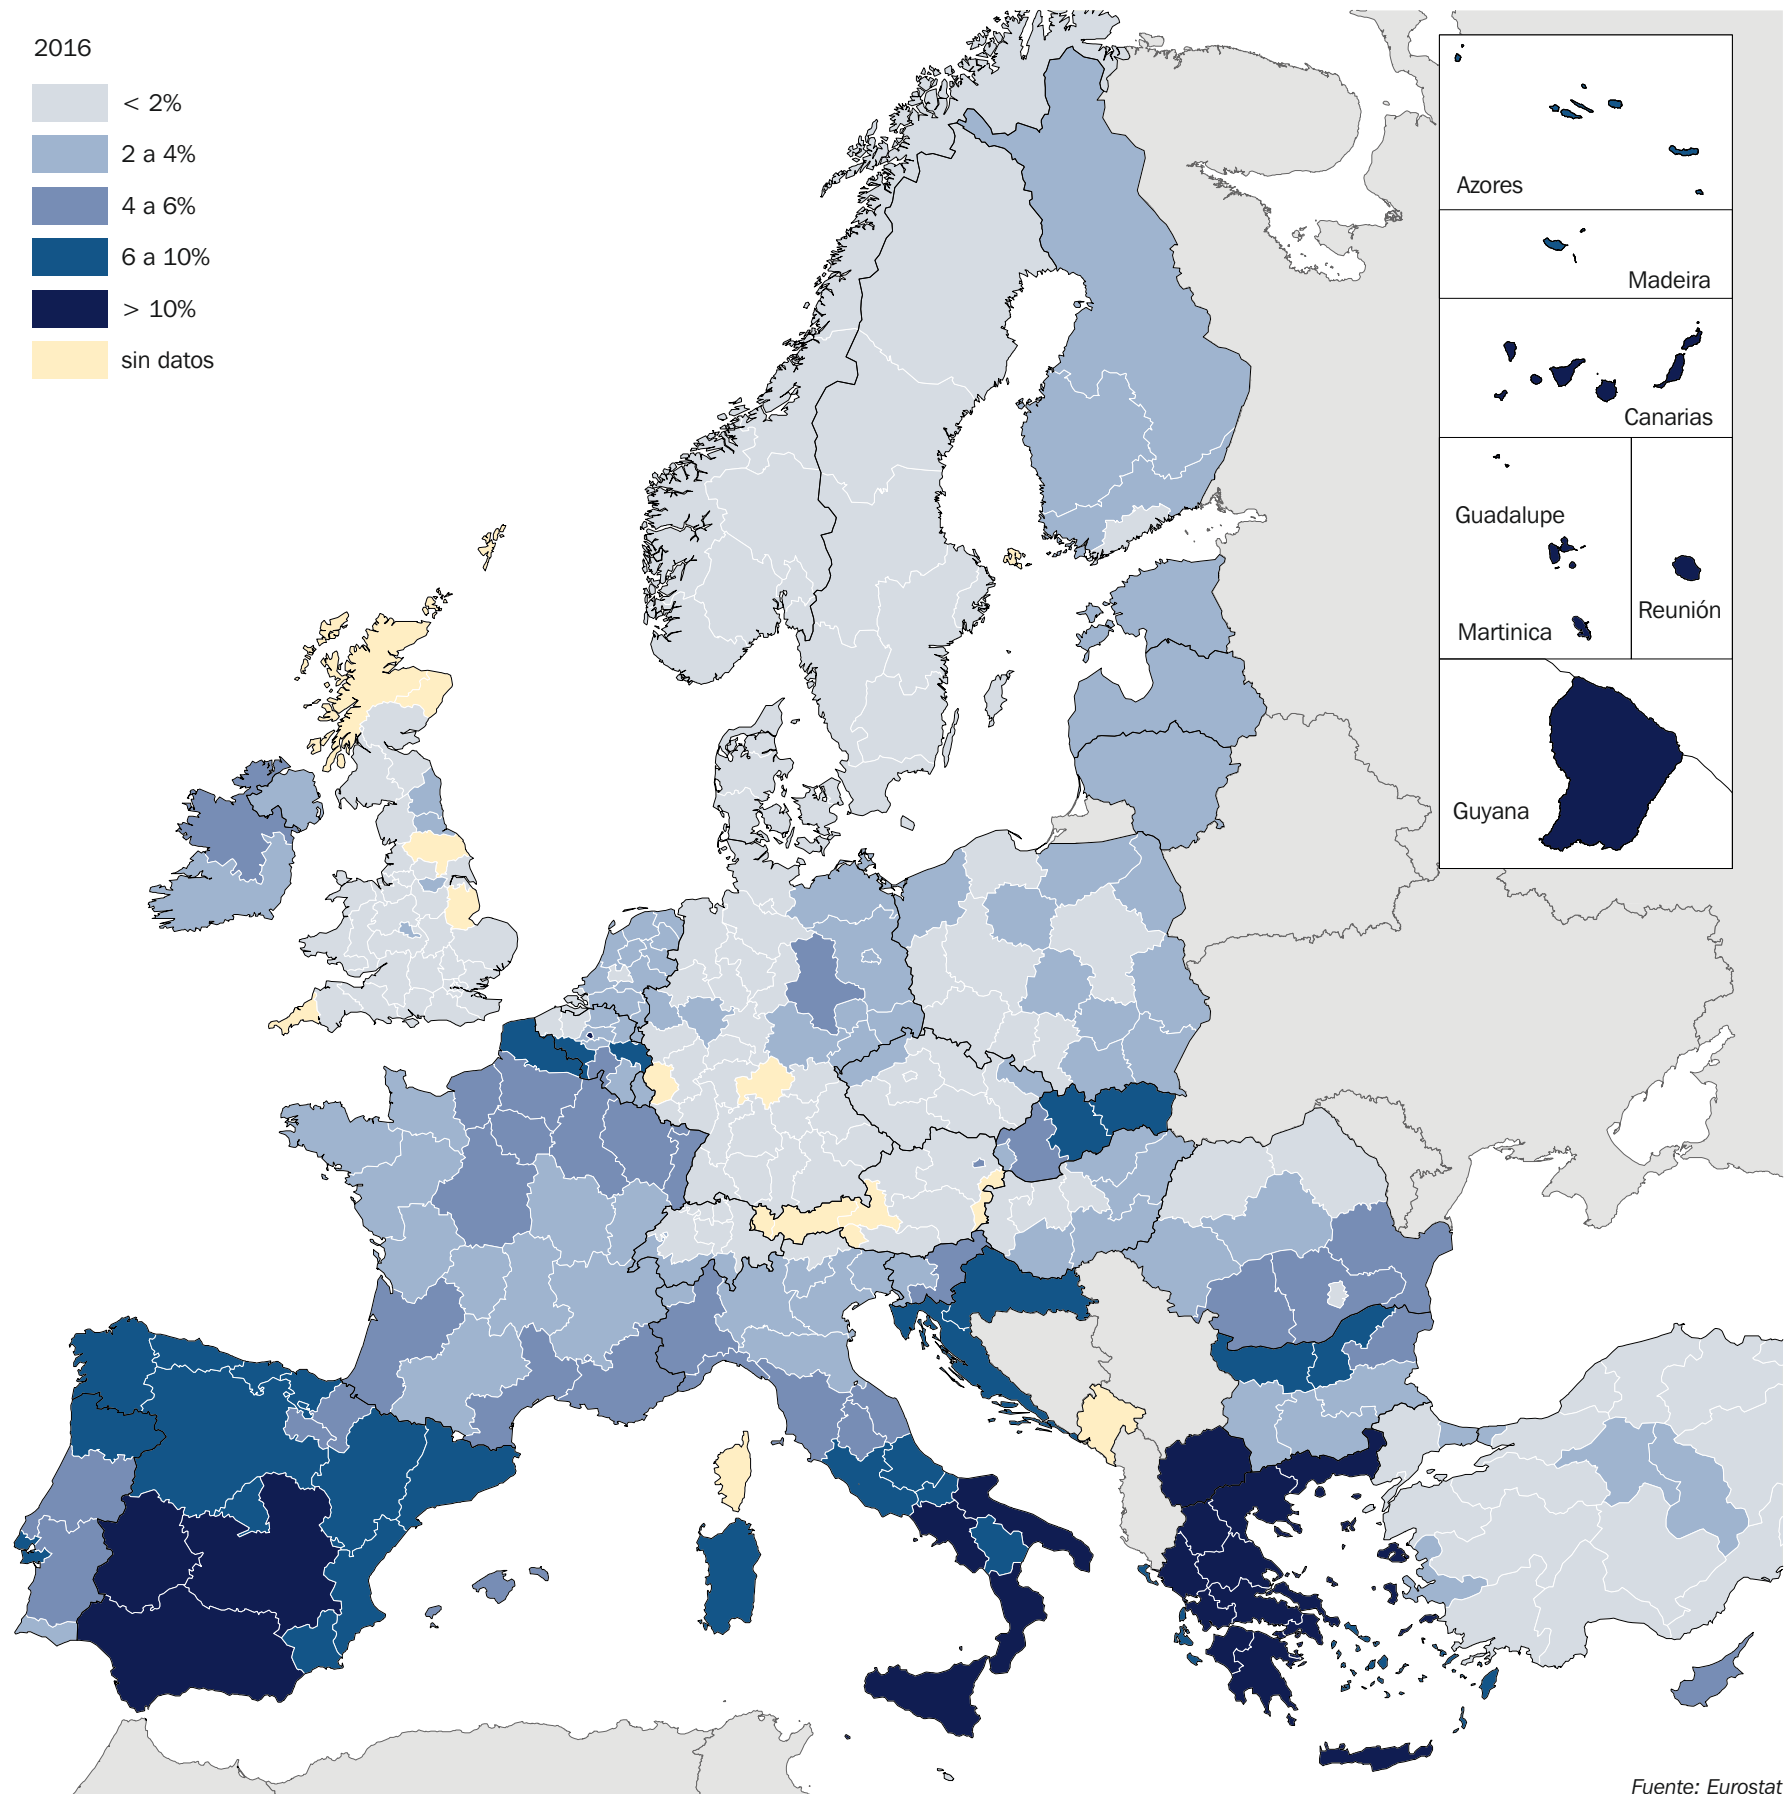 2016
< 2%
2 a 4%
4 a 6%
6 a 10%
> 10%
sin datos
Azores
Madeira
Canarias
Guadalupe
Reunión
Martinica
Guyana
Fuente: Eurostat